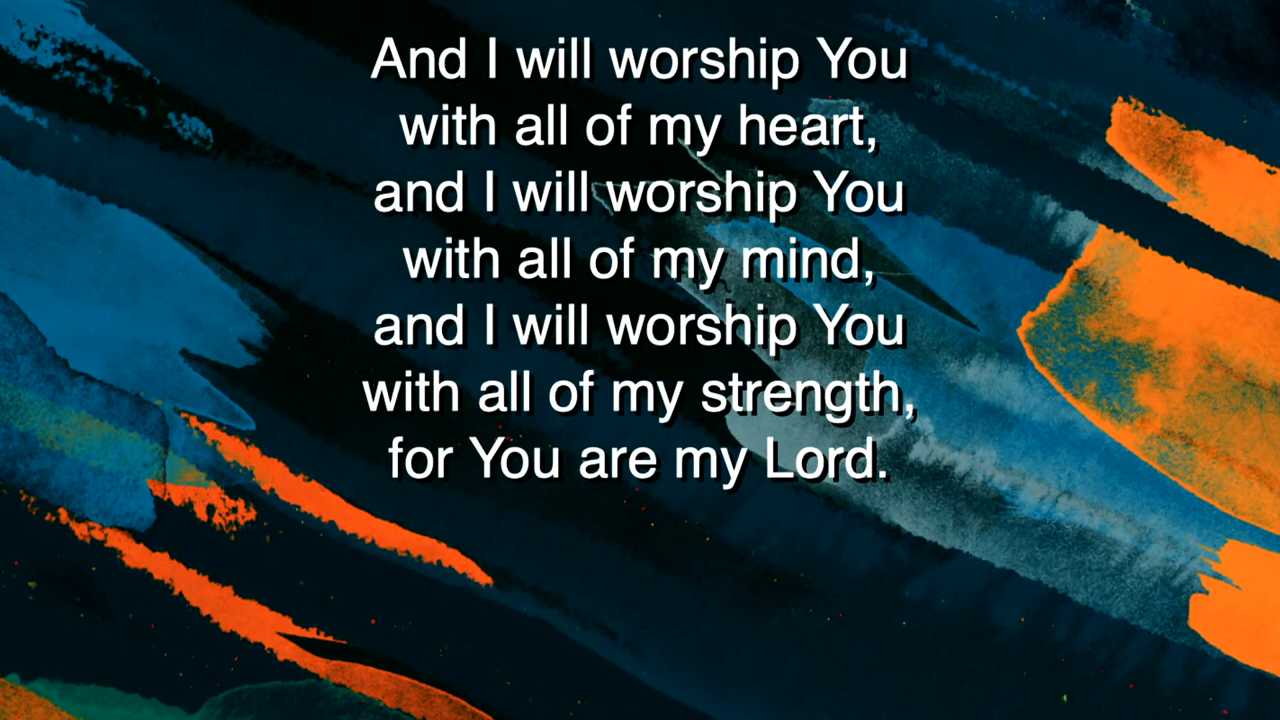 And I will worship You
with all of my heart,
and I will worship You
with all of my mind,
and I will worship You
with all of my strength,
for You are my Lord.